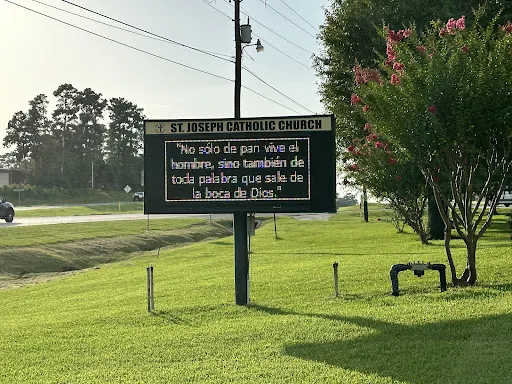 ST. JOSEPH CATHOLIC CHURCH
"No sólo de pan vive el
hombre, sino también de
toda palabra que sale de
la boca de Dios."